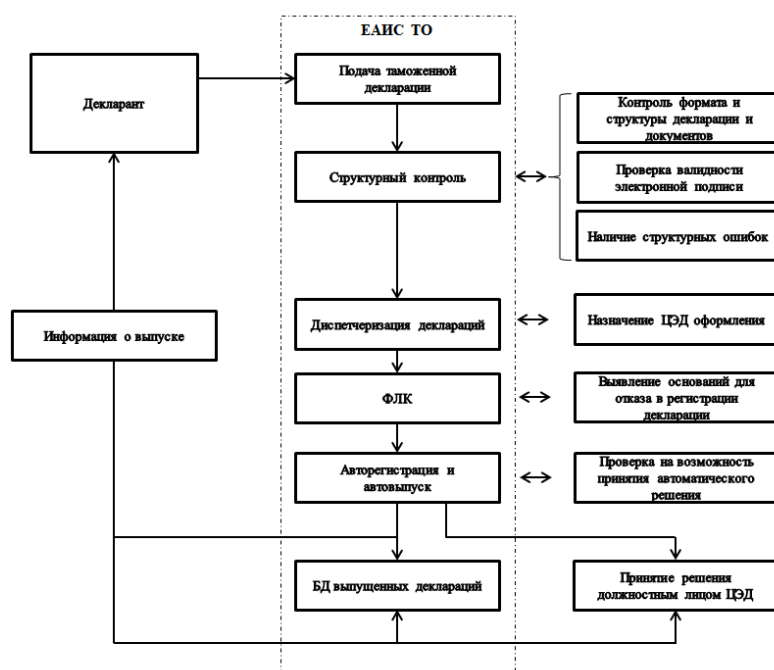 ЕАИС ТО
Подача таможенной
декларации
Декларант
Контроль формата и
структуры декларации и
документов
Структурный контроль
Проверка валидности
электронной подписи
Наличие структурных ошибок
Информация о выпуске
Диспетчеризация деклараций
Назначение ЦЭД оформления
ФЛК
Выявление оснований для
отказа в регистрации
декларации
Авторегистрация и
автовыпуск
Проверка на возможность
принятия автоматического
решения
БД выпущенных деклараций
Принятие решения
должностным лицом ЦЭД